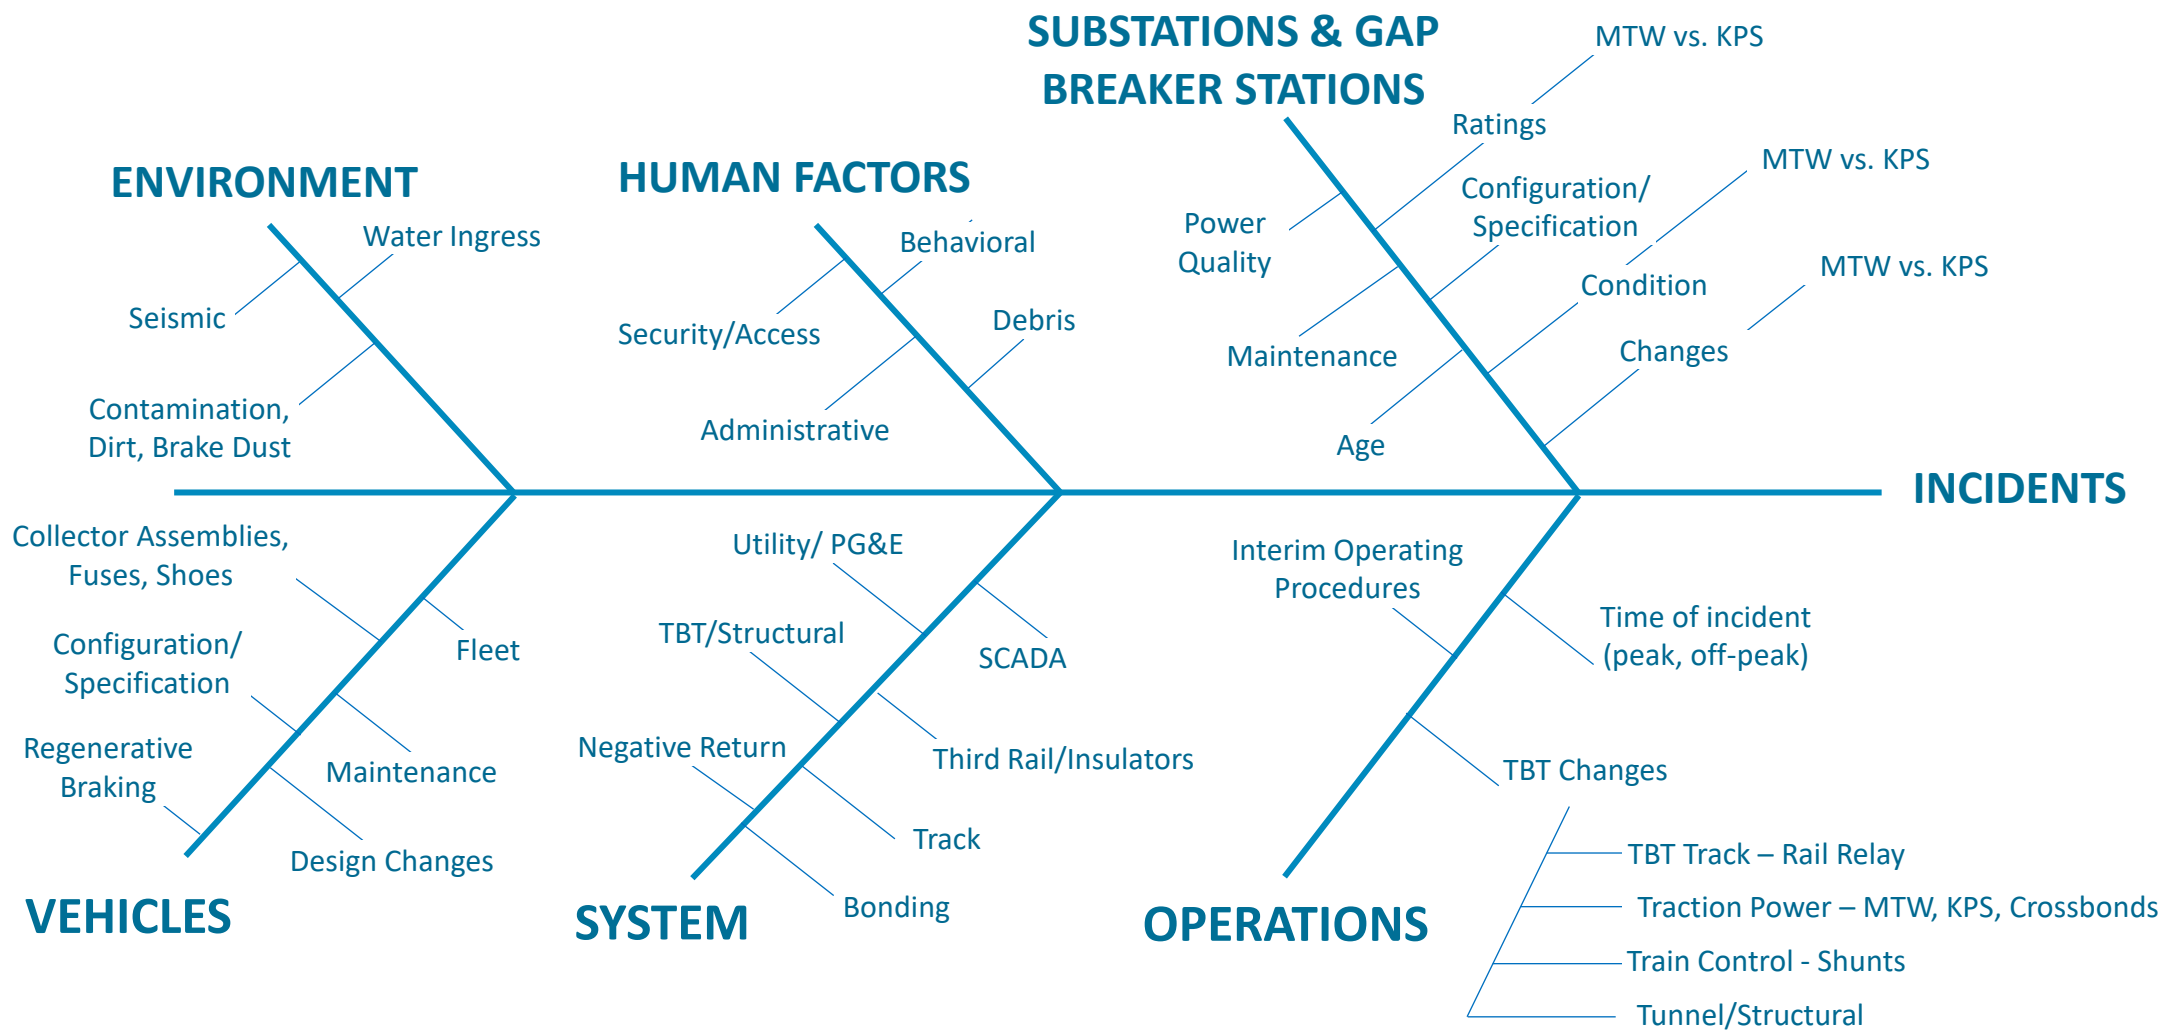 SUBSTATIONS & GAP
BREAKER STATIONS
MTW vs. KPS
Ratings
MTW vs. KPS
Configuration/
Specification
Power
Quality
MTW vs. KPS
Condition
Maintenance
Changes
Age
ENVIRONMENT
Water Ingress
Seismic
Contamination,
Dirt, Brake Dust
HUMAN FACTORS
Behavioral
Security/Access
Debris
Administrative
INCIDENTS
Collector Assemblies,
Fuses, Shoes
Configuration/
Specification
Fleet
Regenerative
Braking
Maintenance
Design Changes
VEHICLES
Utility/ PG&E
TBT/Structural
SCADA
Negative Return
Third Rail/Insulators
Track
Bonding
SYSTEM
Interim Operating
Procedures
Time of incident
(peak, off-peak)
TBT Changes
TBT Track – Rail Relay
Traction Power – MTW, KPS, Crossbonds
Train Control - Shunts
Tunnel/Structural
OPERATIONS